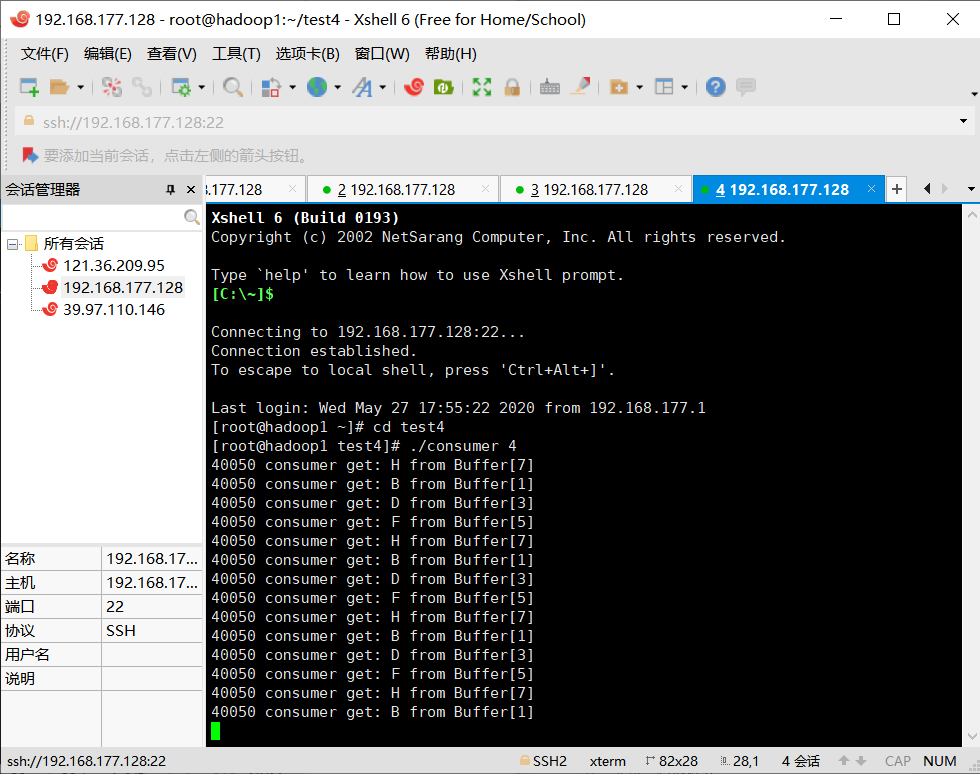 192.168.177.128 - root@hadoop1:~/test4 - Xshell 6 (Free for Home/School)
文件(F) 编辑(E) 查看(V) 工具(T) 选项卡(B) 窗口(W) 帮助(H)
ssh://192.168.177.128:22
要添加当前会话，点击左侧的箭头按钮。
会话管理器
.177.128
2 192.168.177.128
3 192.168.177.128
4 192.168.177.128
所有会话
121.36.209.95
192.168.177.128
39.97.110.146
名称 192.168.17...
主机 192.168.17...
端口 22
协议 SSH
用户名
说明
Xshell 6 (Build 0193)
Copyright (c) 2002 NetSarang Computer, Inc. All rights reserved.
Type `help' to learn how to use Xshell prompt.
[C:\~]$
Connecting to 192.168.177.128:22...
Connection established.
To escape to local shell, press 'Ctrl+Alt+]'.
Last login: Wed May 27 17:55:22 2020 from 192.168.177.1
[root@hadoop1 ~]# cd test4
[root@hadoop1 test4]# ./consumer 4
40050 consumer get: H from Buffer[7]
40050 consumer get: B from Buffer[1]
40050 consumer get: D from Buffer[3]
40050 consumer get: F from Buffer[5]
40050 consumer get: H from Buffer[7]
40050 consumer get: B from Buffer[1]
40050 consumer get: D from Buffer[3]
40050 consumer get: F from Buffer[5]
40050 consumer get: H from Buffer[7]
40050 consumer get: B from Buffer[1]
40050 consumer get: D from Buffer[3]
40050 consumer get: F from Buffer[5]
40050 consumer get: H from Buffer[7]
40050 consumer get: B from Buffer[1]
ssh://192.168.177.128:22 SSH2 xterm 82x28 28,1 4 会话 CAP NUM